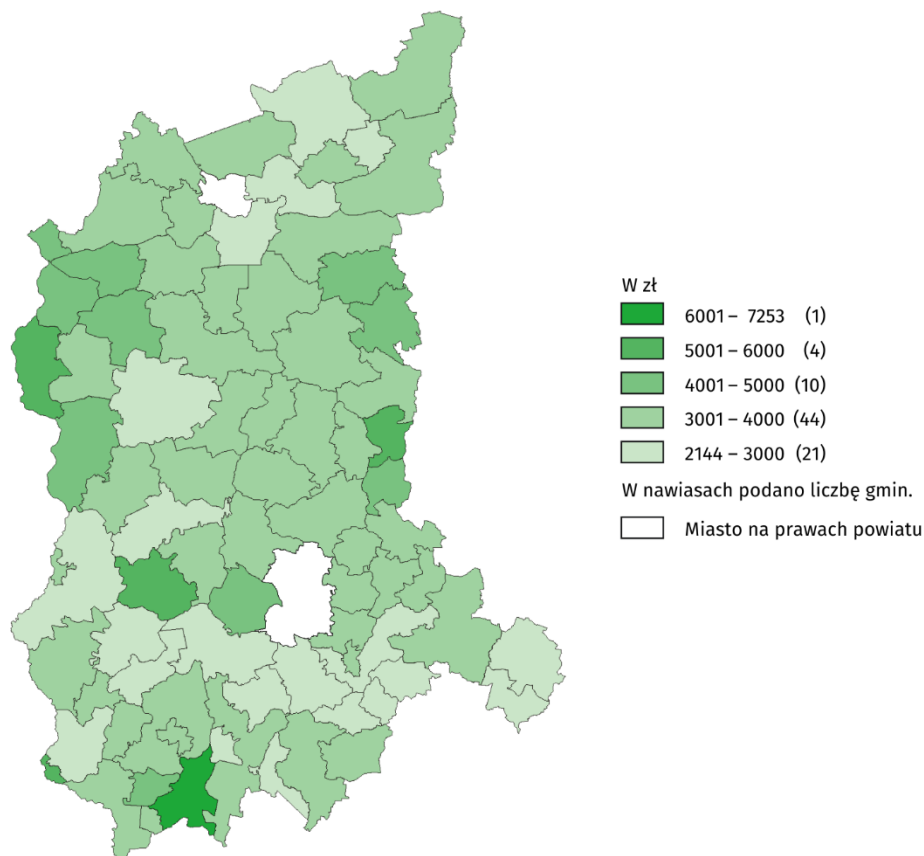 W zł
6001 – 7253 (1)
5001 – 6000 (4)
4001 – 5000 (10)
3001 – 4000 (44)
2144 – 3000 (21)
W nawiasach podano liczbę gmin.
Miasto na prawach powiatu